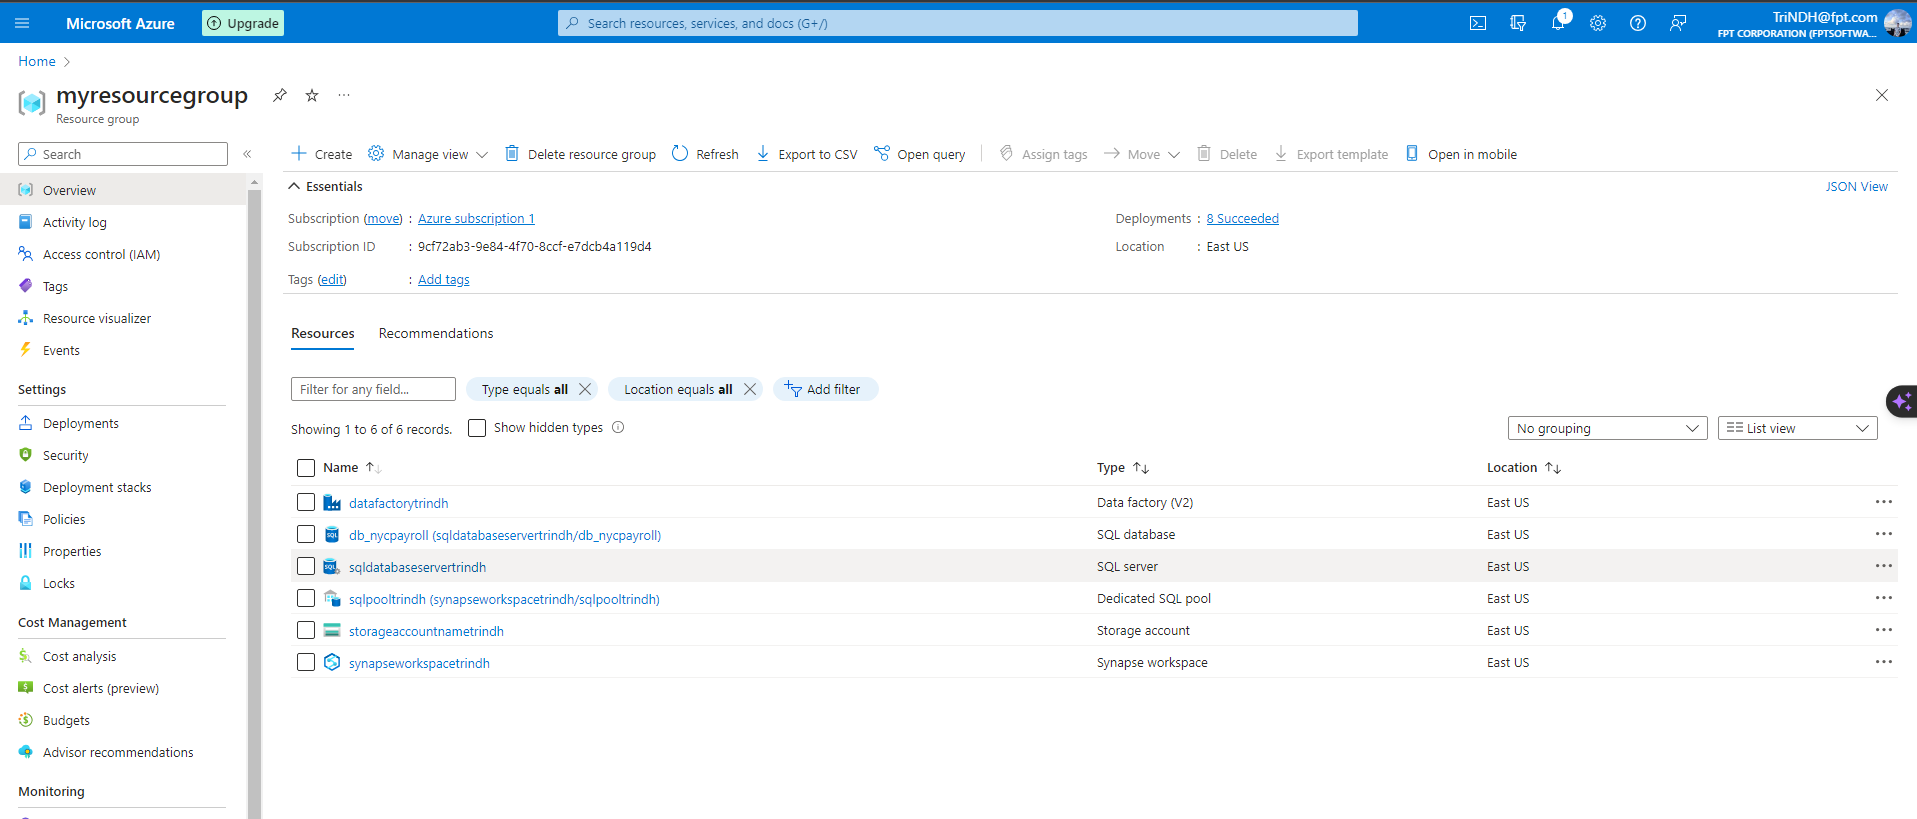 Microsoft Azure
Upgrade
Search resources, services, and docs (G+/)
1
TriNDH@fpt.com
FPT CORPORATION (FPTSOFTWA...
Home
myresourcegroup
Resource group
Search
Create
Manage view
Delete resource group
Refresh
Export to CSV
Open query
Assign tags
Move
Delete
Export template
Open in mobile
Overview
Activity log
Access control (IAM)
Tags
Resource visualizer
Events
Settings
Deployments
Security
Deployment stacks
Policies
Properties
Locks
Cost Management
Cost analysis
Cost alerts (preview)
Budgets
Advisor recommendations
Monitoring
Essentials
JSON View
Subscription (move) : Azure subscription 1
Deployments : 8 Succeeded
Subscription ID : 9cf72ab3-9e84-4f70-8ccf-e7dcb4a119d4
Location : East US
Tags (edit) : Add tags
Resources Recommendations
Filter for any field...
Type equals all
Location equals all
Add filter
Showing 1 to 6 of 6 records.
Show hidden types
No grouping
List view
Name Type Location
datafactorytrindh Data factory (V2) East US
db_nycpayroll (sqldatabaseservertrindh/db_nycpayroll) SQL database East US
sqldatabaseservertrindh SQL server East US
sqlpooltrindh (synapseworkspacetrindh/sqlpooltrindh) Dedicated SQL pool East US
storageaccountnametrindh Storage account East US
synapseworkspacetrindh Synapse workspace East US